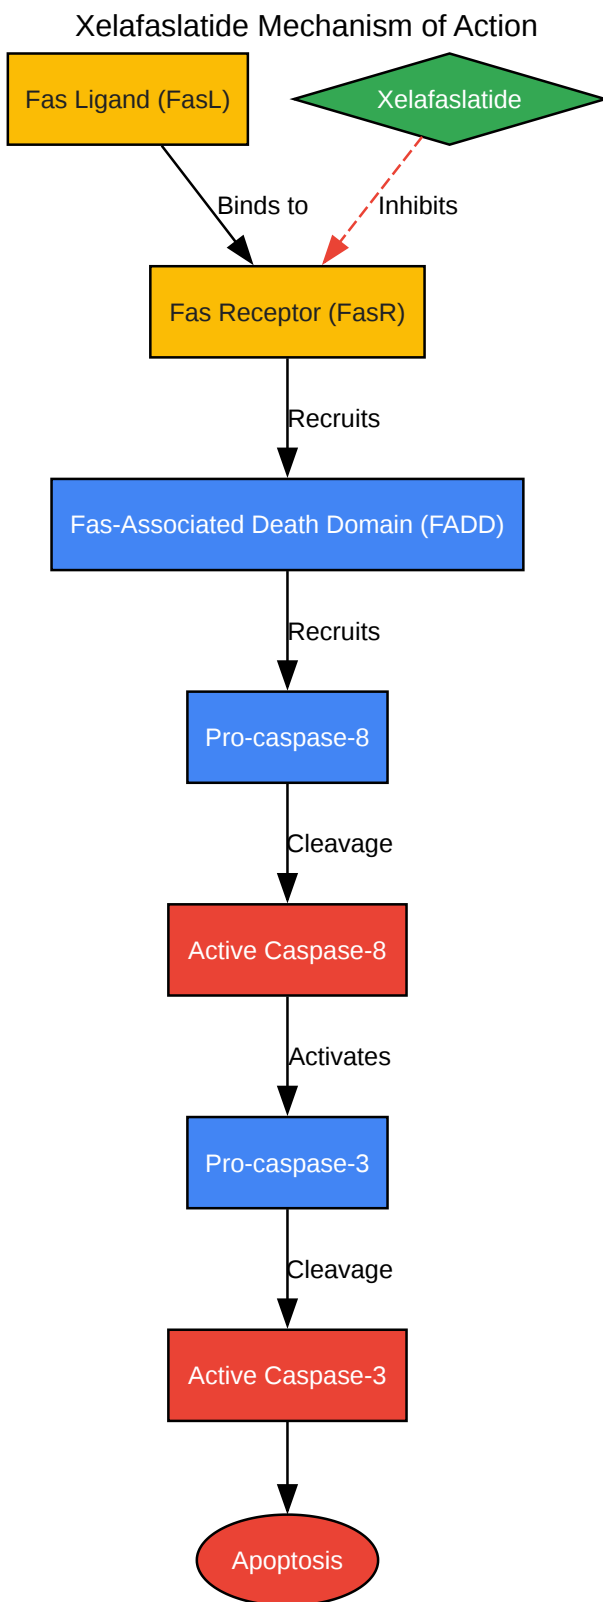 Xelafaslatide Mechanism of Action
Fas Ligand (FasL)
Xelafaslatide
Binds to
Inhibits
Fas Receptor (FasR)
Recruits
Fas-Associated Death Domain (FADD)
Recruits
Pro-caspase-8
Cleavage
Active Caspase-8
Activates
Pro-caspase-3
Cleavage
Active Caspase-3
Apoptosis